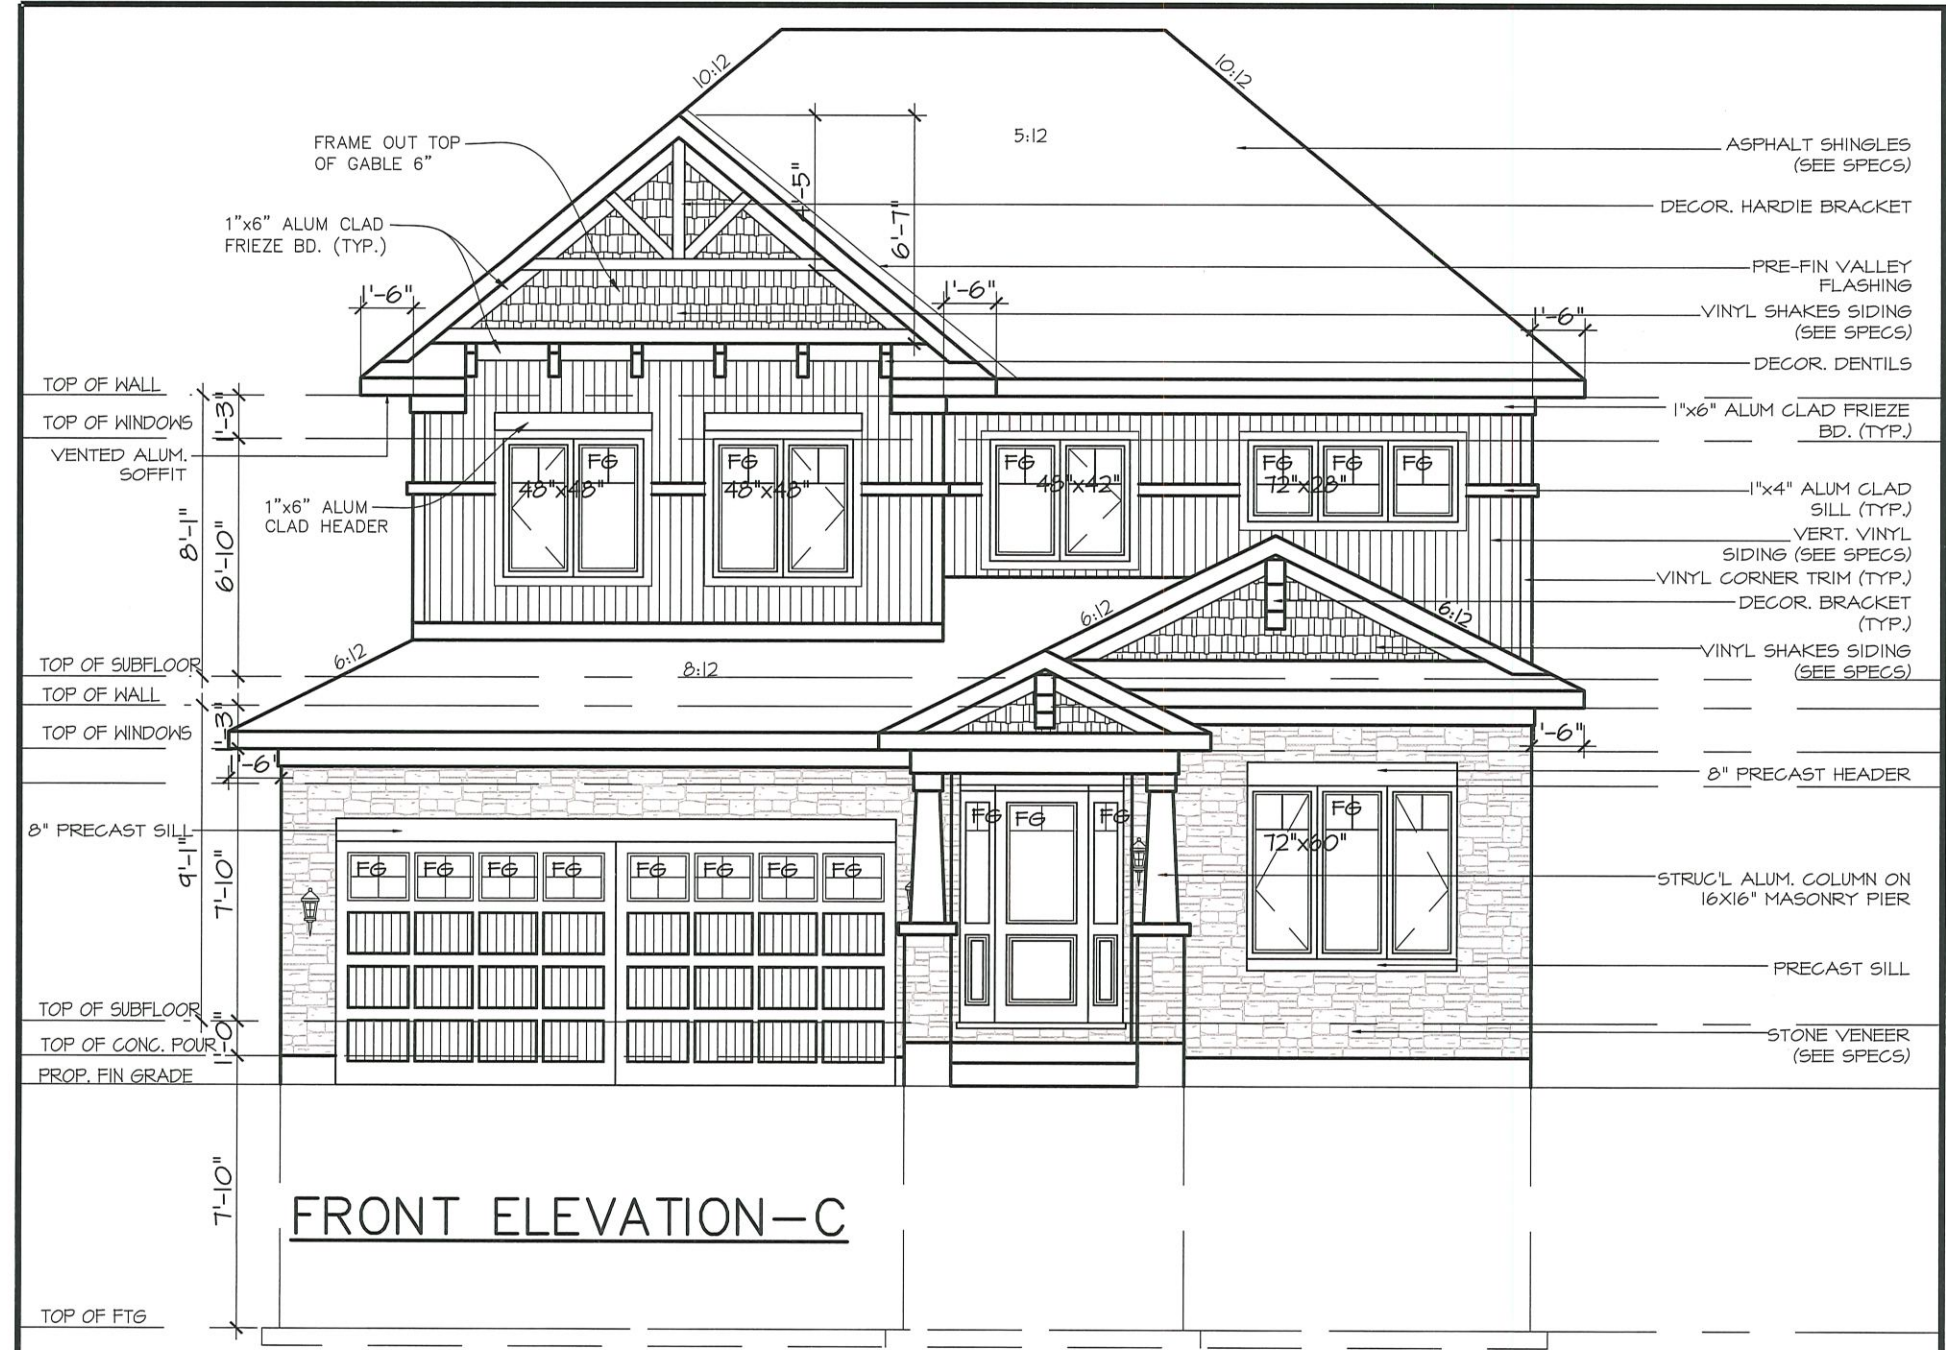 10:12
10:12
5:12
FRAME OUT TOP
OF GABLE 6"
ASPHALT SHINGLES
(SEE SPECS)
DECOR. HARDIE BRACKET
6'-7"
1"x6" ALUM CLAD
FRIEZE BD. (TYP.)
PRE-FIN VALLEY
FLASHING
1'-6"
1'-6"
1'-6"
VINYL SHAKES SIDING
(SEE SPECS)
DECOR. DENTILS
TOP OF WALL
1'-3"
1"x6" ALUM CLAD FRIEZE
BD. (TYP.)
TOP OF WINDOWS
VENTED ALUM.
SOFFIT
FG
FG
FG
FG
FG
FG
48"x48"
48"x48"
48"x42"
72"x28"
1"x4" ALUM CLAD
SILL (TYP.)
1"x6" ALUM
CLAD HEADER
8'-1"
6'-10"
VERT. VINYL
SIDING (SEE SPECS)
VINYL CORNER TRIM (TYP.)
DECOR. BRACKET
(TYP.)
6:12
6:12
6:12
8:12
VINYL SHAKES SIDING
(SEE SPECS)
TOP OF SUBFLOOR
TOP OF WALL
TOP OF WINDOWS
1'-3"
-6"
1'-6"
8" PRECAST HEADER
8" PRECAST SILL
FG
FG
FG
FG
72"x60"
9'-1"
7'-10"
FG
FG
FG
FG
FG
FG
FG
FG
STRUC'L ALUM. COLUMN ON
16X16" MASONRY PIER
PRECAST SILL
TOP OF SUBFLOOR
1'-0"
TOP OF CONC. POUR
STONE VENEER
(SEE SPECS)
PROP. FIN GRADE
7'-10"
FRONT ELEVATION-C
TOP OF FTG